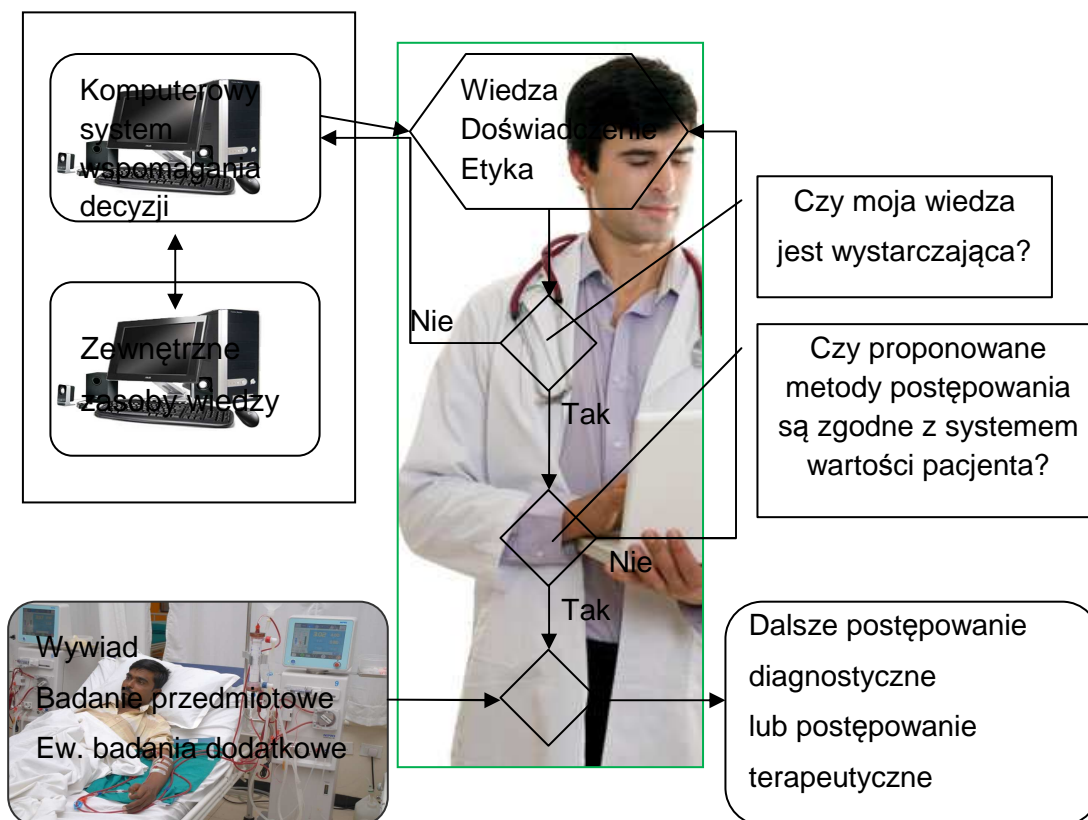 Komputerowy
system
wspomagania
decyzji
Zewnętrzne
zasoby wiedzy
Wiedza
Doświadczenie
Etyka
Nie
Tak
Nie
Tak
Czy moja wiedza
jest wystarczająca?
Czy proponowane
metody postępowania
są zgodne z systemem
wartości pacjenta?
Wywiad
Badanie przedmiotowe
Ew. badania dodatkowe
Dalsze postępowanie
diagnostyczne
lub postępowanie
terapeutyczne